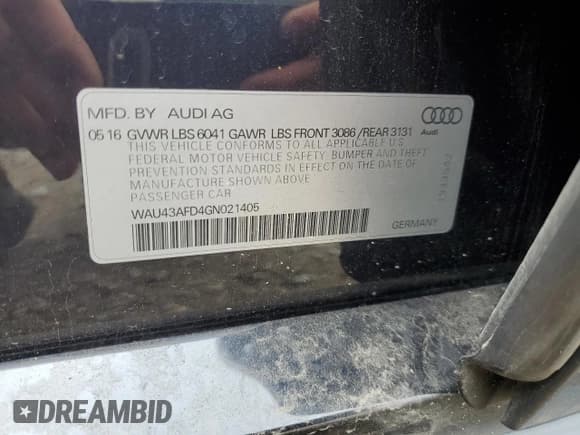 MFD. BY AUDI AG
05 16 GVWR LBS 6041 GAWR LBS FRONT 3086 / REAR 3131
Audi
THIS VEHICLE CONFORMS TO ALL APPLICABLE U.S
FEDERAL MOTOR VEHICLE SAFETY, BUMPER AND THEFT
PREVENTION STANDARDS IN EFFECT ON THE DATE OF
MANUFACTURE SHOWN ABOVE
PASSENGER CAR
WAU43AFD4GN021405
GERMANY
DREAMBID